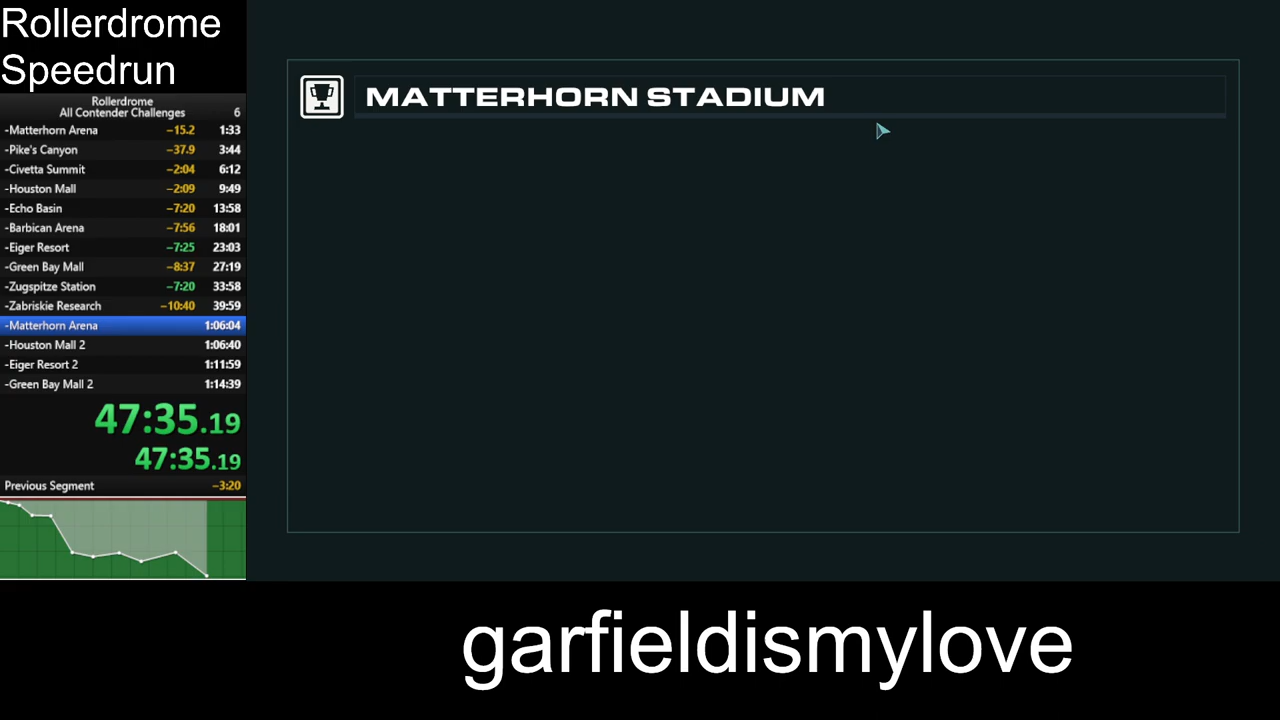 Rollerdrome
Speedrun
Rollerdrome
All Contender Challenges 6
-Matterhorn Arena −15.2 1:33
-Pike's Canyon −37.9 3:44
-Civetta Summit −2:04 6:12
-Houston Mall −2:09 9:49
-Echo Basin −7:20 13:58
-Barbican Arena −7:56 18:01
-Eiger Resort −7:25 23:03
-Green Bay Mall −8:37 27:19
-Zugspitze Station −7:20 33:58
-Zabriskie Research −10:40 39:59
-Matterhorn Arena 1:06:04
-Houston Mall 2 1:06:40
-Eiger Resort 2 1:11:59
-Green Bay Mall 2 1:14:39
47:35.19
47:35.19
Previous Segment −3:20
MATTERHORN STADIUM
garfieldismylove